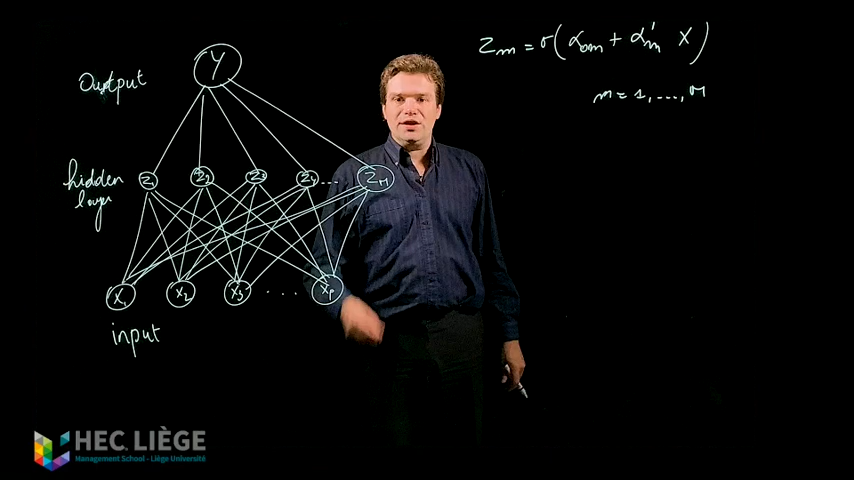 Zm = σ(αom + α'm X)
m = 1, ..., M
Output
Y
hidden layer
Z1 Z2 Z3 Z4 ... ZM
X1 X2 X3 ... Xp
input
HEC.LIÈGE
Management School - Liège Université